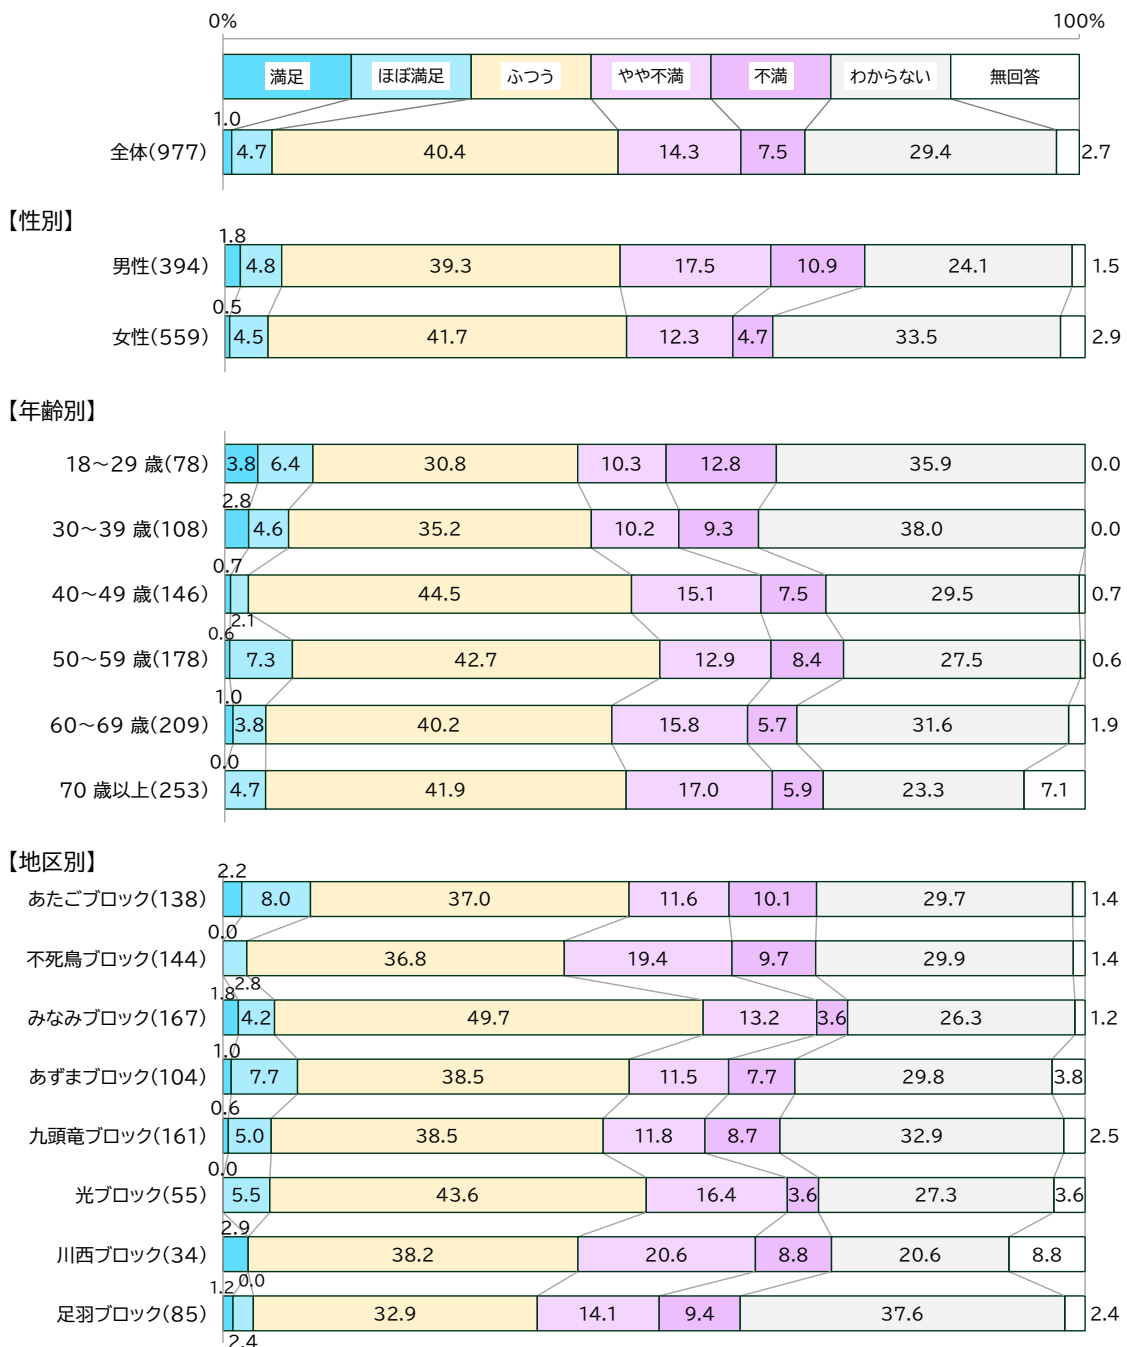 0% 100%
満足 ほぼ満足 ふつう やや不満 不満 わからない 無回答
1.0
全体(977) 4.7 40.4 14.3 7.5 29.4 2.7
【性別】
1.8
男性(394) 4.8 39.3 17.5 10.9 24.1 1.5
0.5
女性(559) 4.5 41.7 12.3 4.7 33.5 2.9
【年齢別】
18～29 歳(78) 3.8 6.4 30.8 10.3 12.8 35.9 0.0
2.8
30～39 歳(108) 4.6 35.2 10.2 9.3 38.0 0.0
0.7
40～49 歳(146) 44.5 15.1 7.5 29.5 0.7
2.1
0.6
50～59 歳(178) 7.3 42.7 12.9 8.4 27.5 0.6
1.0
60～69 歳(209) 3.8 40.2 15.8 5.7 31.6 1.9
0.0
70 歳以上(253) 4.7 41.9 17.0 5.9 23.3 7.1
【地区別】
2.2
あたごブロック(138) 8.0 37.0 11.6 10.1 29.7 1.4
0.0
不死鳥ブロック(144) 36.8 19.4 9.7 29.9 1.4
2.8
1.8
みなみブロック(167) 4.2 49.7 13.2 3.6 26.3 1.2
1.0
あずまブロック(104) 7.7 38.5 11.5 7.7 29.8 3.8
0.6
九頭竜ブロック(161) 5.0 38.5 11.8 8.7 32.9 2.5
0.0
光ブロック(55) 5.5 43.6 16.4 3.6 27.3 3.6
2.9
川西ブロック(34) 38.2 20.6 8.8 20.6 8.8
0.0
1.2
足羽ブロック(85) 32.9 14.1 9.4 37.6 2.4
2.4